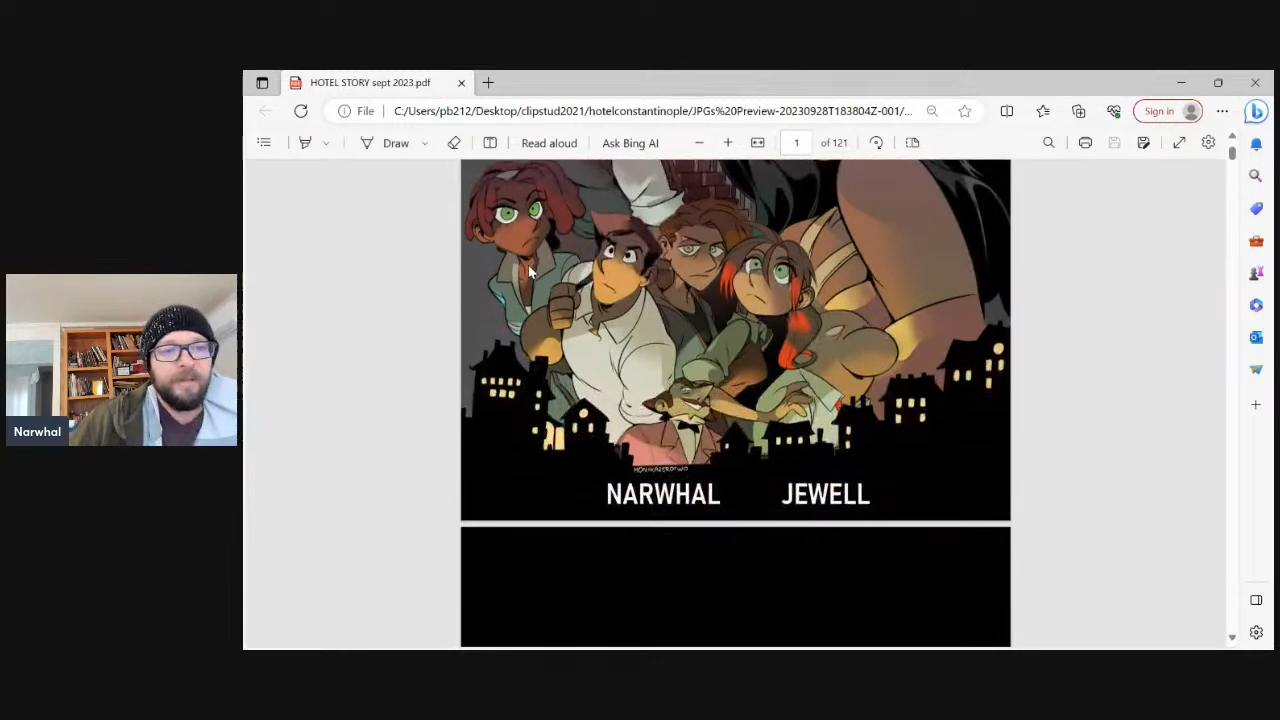 HOTEL STORY sept 2023.pdf
File
C:/Users/pb212/Desktop/clipstud2021/hotelconstantinople/JPGs%20Preview-20230928T183804Z-001/...
Sign in
Draw
Read aloud
Ask Bing AI
1
of 121
MONIKAZEROTWO
NARWHAL JEWELL
Narwhal